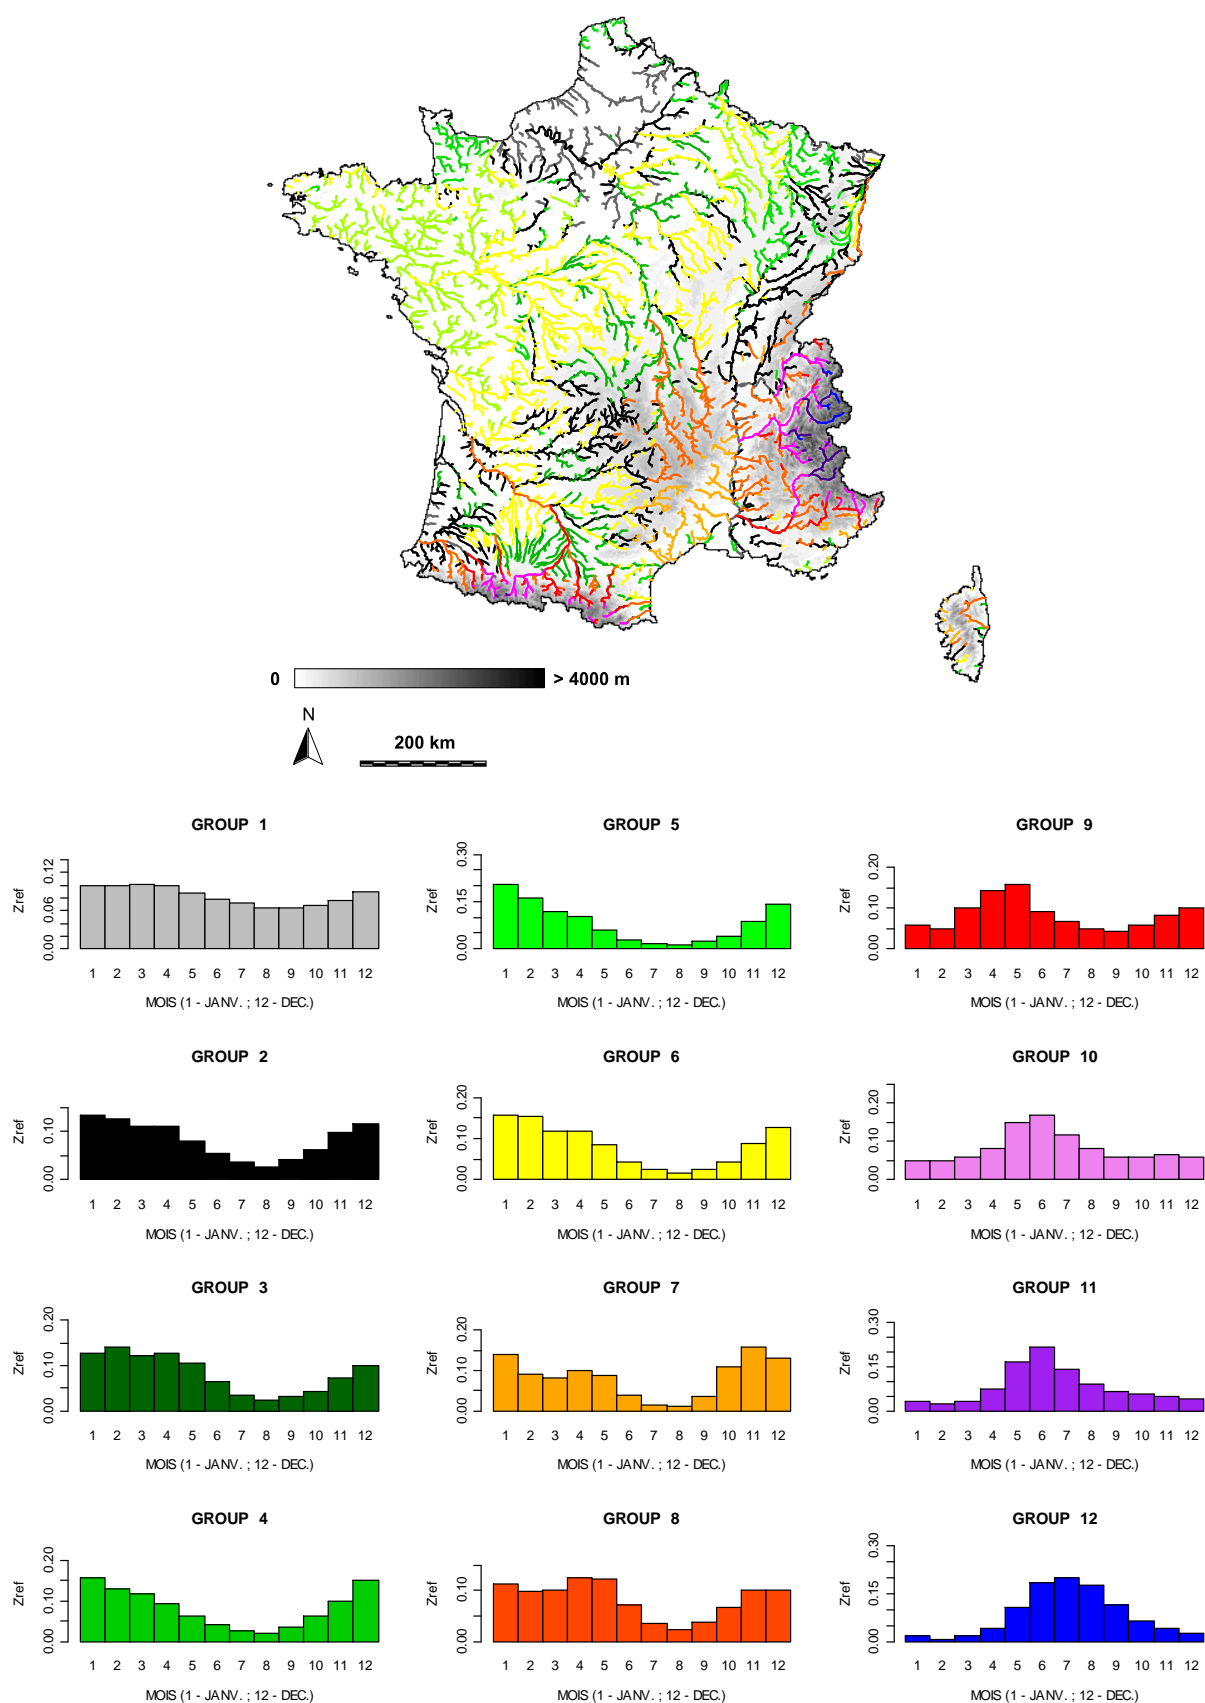 0 > 4000 m
N
200 km
GROUP 1
Zref
0.00 0.06 0.12
1 2 3 4 5 6 7 8 9 10 11 12
MOIS (1 - JANV. ; 12 - DEC.)
GROUP 5
Zref
0.00 0.15 0.30
1 2 3 4 5 6 7 8 9 10 11 12
MOIS (1 - JANV. ; 12 - DEC.)
GROUP 9
Zref
0.00 0.10 0.20
1 2 3 4 5 6 7 8 9 10 11 12
MOIS (1 - JANV. ; 12 - DEC.)
GROUP 2
Zref
0.00 0.10
1 2 3 4 5 6 7 8 9 10 11 12
MOIS (1 - JANV. ; 12 - DEC.)
GROUP 6
Zref
0.00 0.10 0.20
1 2 3 4 5 6 7 8 9 10 11 12
MOIS (1 - JANV. ; 12 - DEC.)
GROUP 10
Zref
0.00 0.10 0.20
1 2 3 4 5 6 7 8 9 10 11 12
MOIS (1 - JANV. ; 12 - DEC.)
GROUP 3
Zref
0.00 0.10 0.20
1 2 3 4 5 6 7 8 9 10 11 12
MOIS (1 - JANV. ; 12 - DEC.)
GROUP 7
Zref
0.00 0.10 0.20
1 2 3 4 5 6 7 8 9 10 11 12
MOIS (1 - JANV. ; 12 - DEC.)
GROUP 11
Zref
0.00 0.15 0.30
1 2 3 4 5 6 7 8 9 10 11 12
MOIS (1 - JANV. ; 12 - DEC.)
GROUP 4
Zref
0.00 0.10 0.20
1 2 3 4 5 6 7 8 9 10 11 12
MOIS (1 - JANV. ; 12 - DEC.)
GROUP 8
Zref
0.00 0.10
1 2 3 4 5 6 7 8 9 10 11 12
MOIS (1 - JANV. ; 12 - DEC.)
GROUP 12
Zref
0.00 0.15 0.30
1 2 3 4 5 6 7 8 9 10 11 12
MOIS (1 - JANV. ; 12 - DEC.)